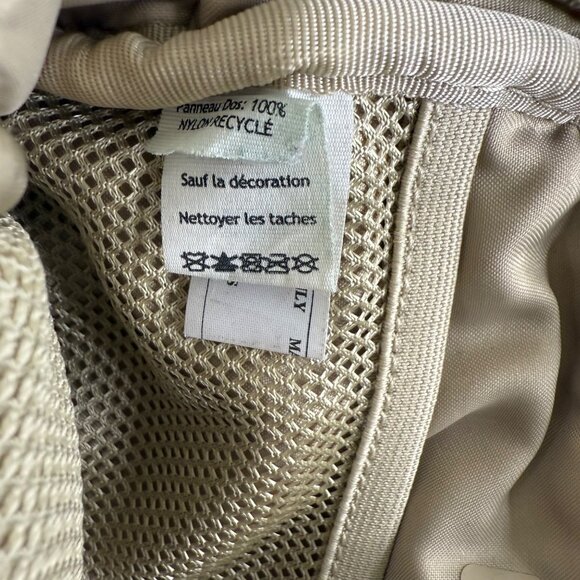 Panneau Dos: 100%
NYLON RECYCLÉ
Sauf la décoration
Nettoyer les taches